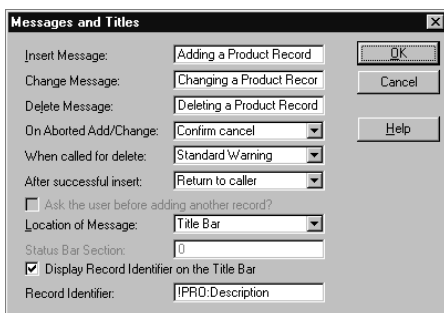 Messages and Titles
Insert Message: Adding a Product Record
OK
Change Message: Changing a Product Recor
Cancel
Delete Message: Deleting a Product Record
On Aborted Add/Change: Confirm cancel
Help
When called for delete: Standard Warning
After successful insert: Return to caller
Ask the user before adding another record?
Location of Message: Title Bar
Status Bar Section: 0
Display Record Identifier on the Title Bar
Record Identifier: !PRO:Description